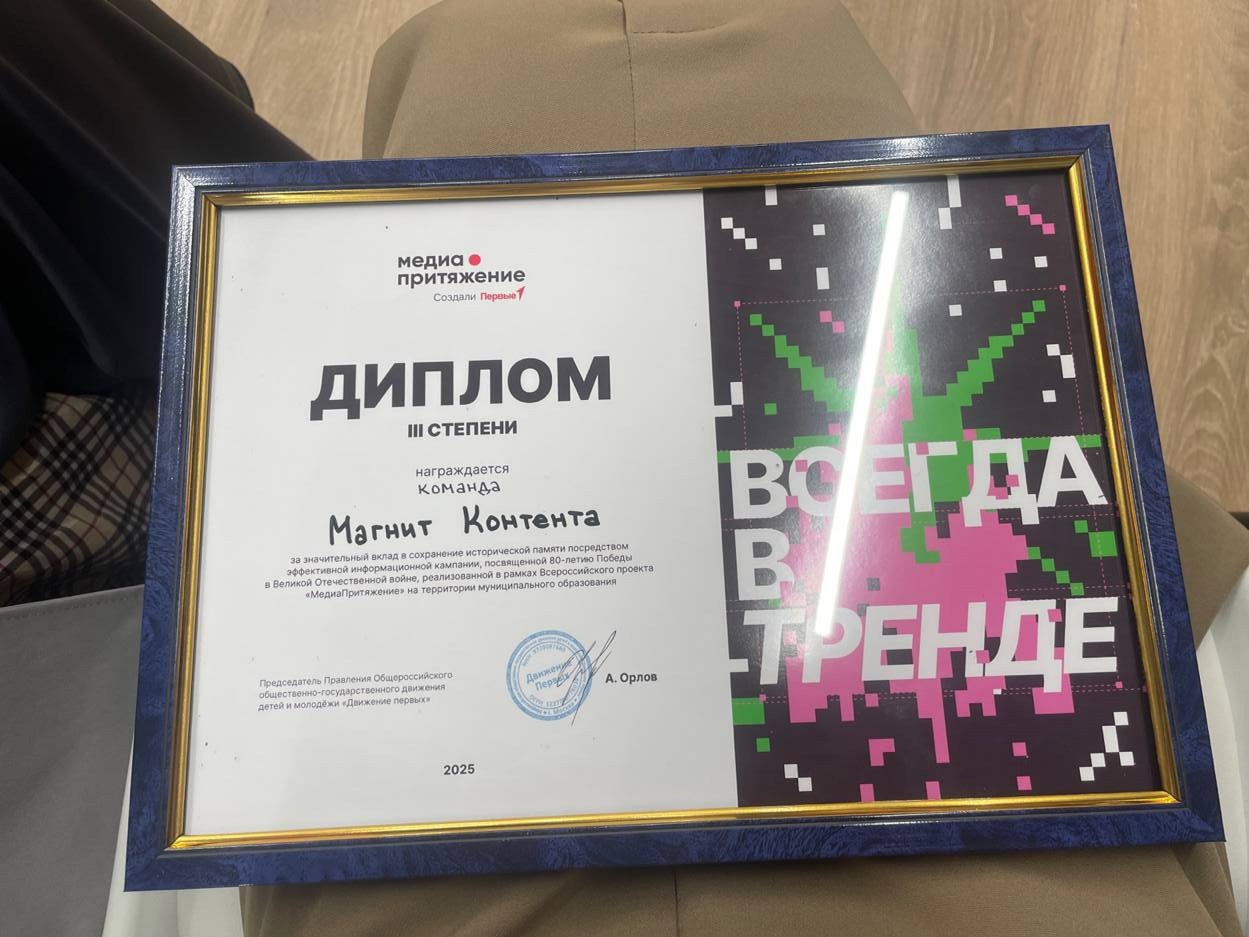 медиа
притяжение
Создали Первые
ДИПЛОМ
III СТЕПЕНИ
награждается
команда
Магнит Контента
за значительный вклад в сохранение исторической памяти посредством
эффективной информационной кампании, посвященной 80-летию Победы
в Великой Отечественной войне, реализованной в рамках Всероссийского проекта
«МедиаПритяжение» на территории муниципального образования
Председатель Правления Общероссийского
общественно-государственного движения
детей и молодёжи «Движение первых»
Движение
Первых
А. Орлов
2025
ВСЕГДА
В
ТРЕНДЕ